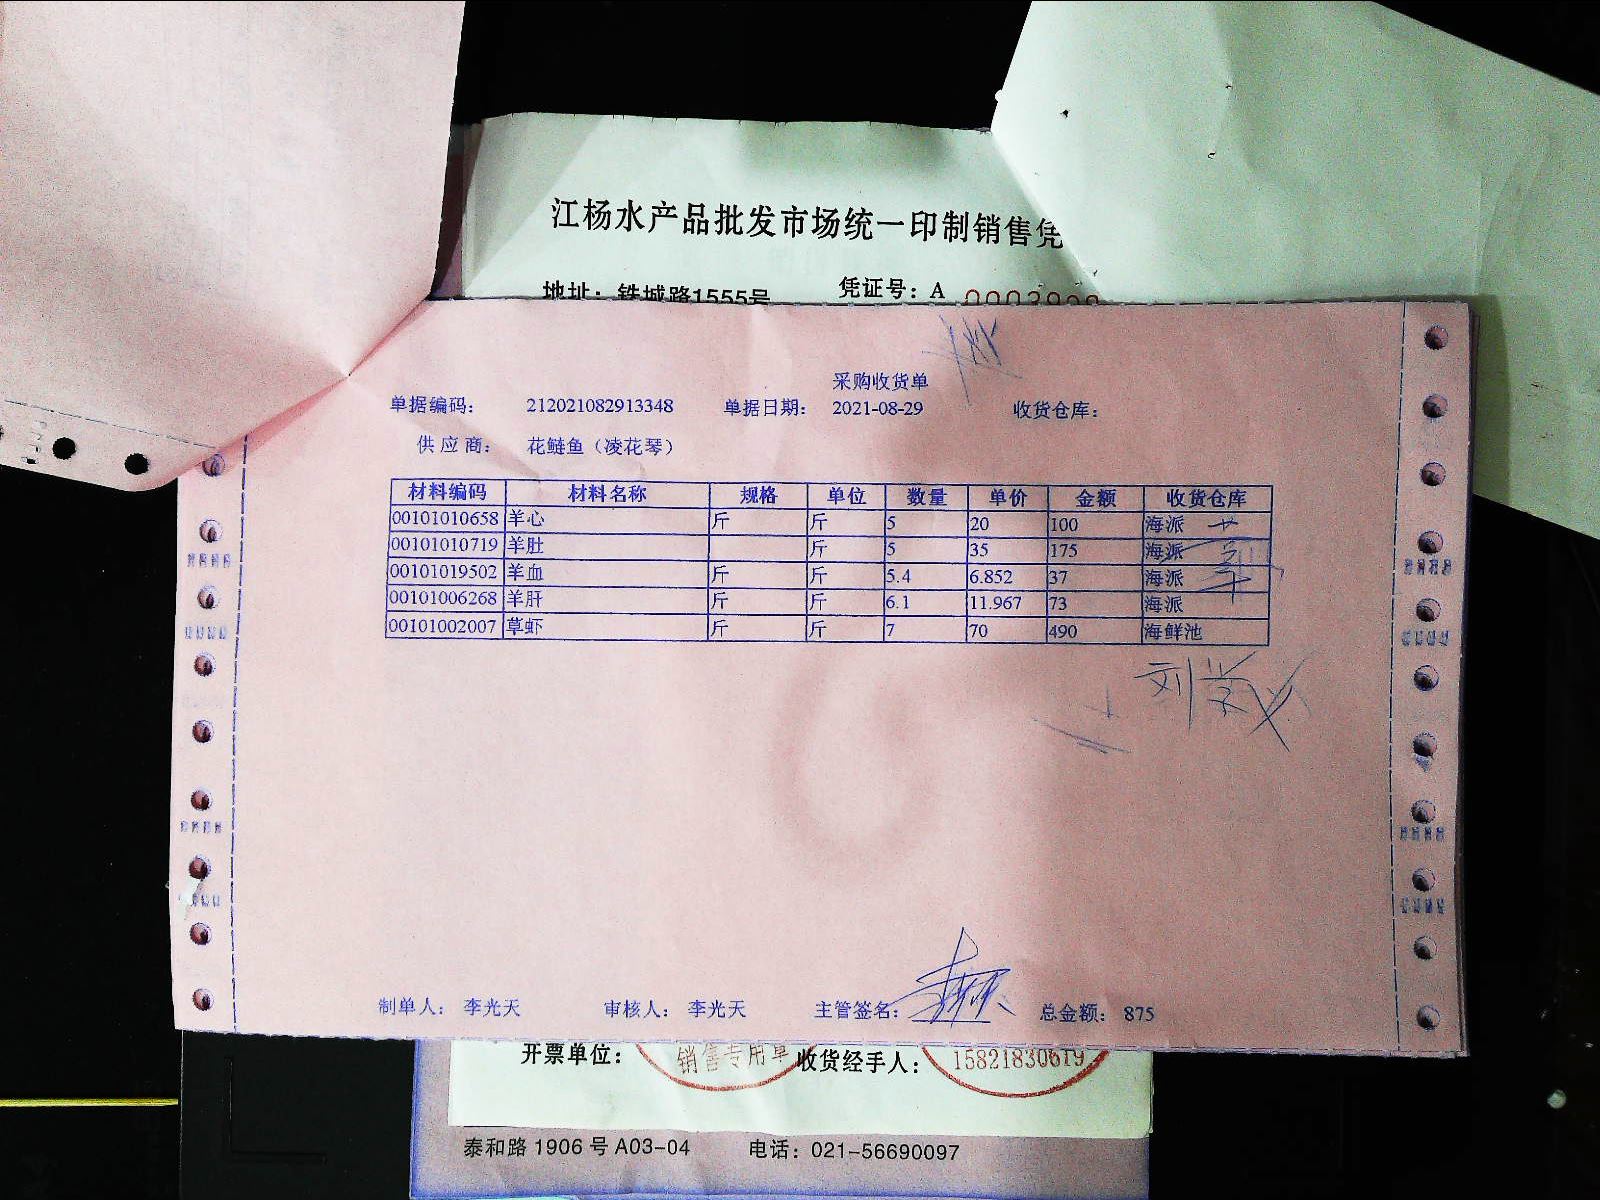 江杨水产品批发市场统一印制销售凭
地址：铁城路1555号 凭证号：A
采购收货单
单据编码： 212021082913348 单据日期： 2021-08-29 收货仓库：
供应商： 花鲢鱼（凌花琴）
材料编码 材料名称 规格 单位 数量 单价 金额 收货仓库
00101010658 羊心 斤 斤 5 20 100 海派
00101010719 羊肚 斤 5 35 175 海派
00101019502 羊血 斤 斤 5.4 6.852 37 海派
00101006268 羊肝 斤 斤 6.1 11.967 73 海派
00101002007 草虾 斤 斤 7 70 490 海鲜池
制单人： 李光天 审核人： 李光天 主管签名： 总金额： 875
开票单位： 销售专用章 收货经手人： 15821830619
泰和路 1906 号 A03-04 电话：021-56690097